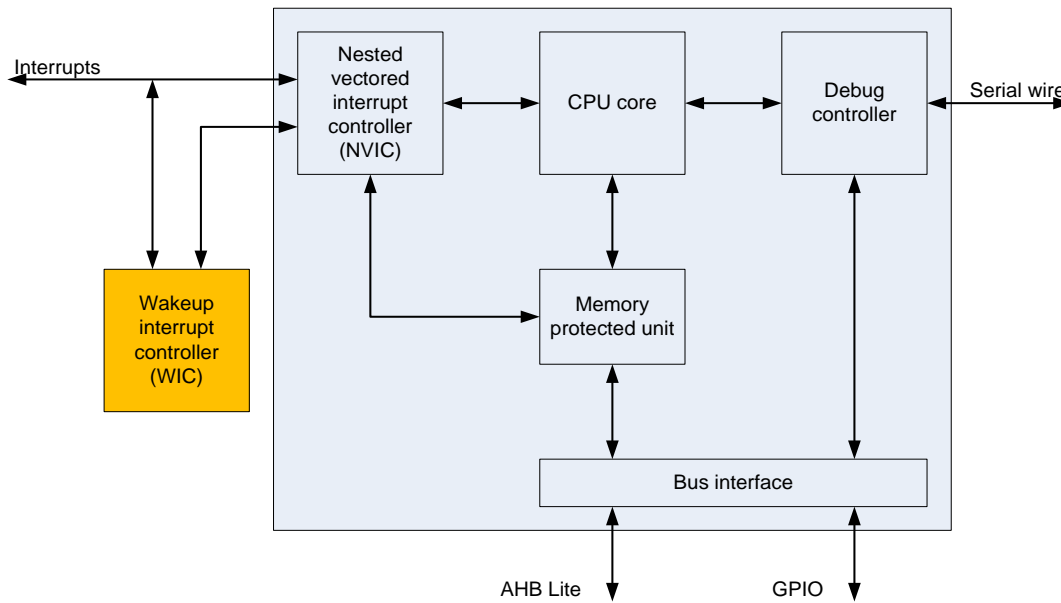 Interrupts
Nested
vectored
interrupt
controller
(NVIC)
CPU core
Debug
controller
Serial wire
Wakeup
interrupt
controller
(WIC)
Memory
protected unit
Bus interface
AHB Lite
GPIO